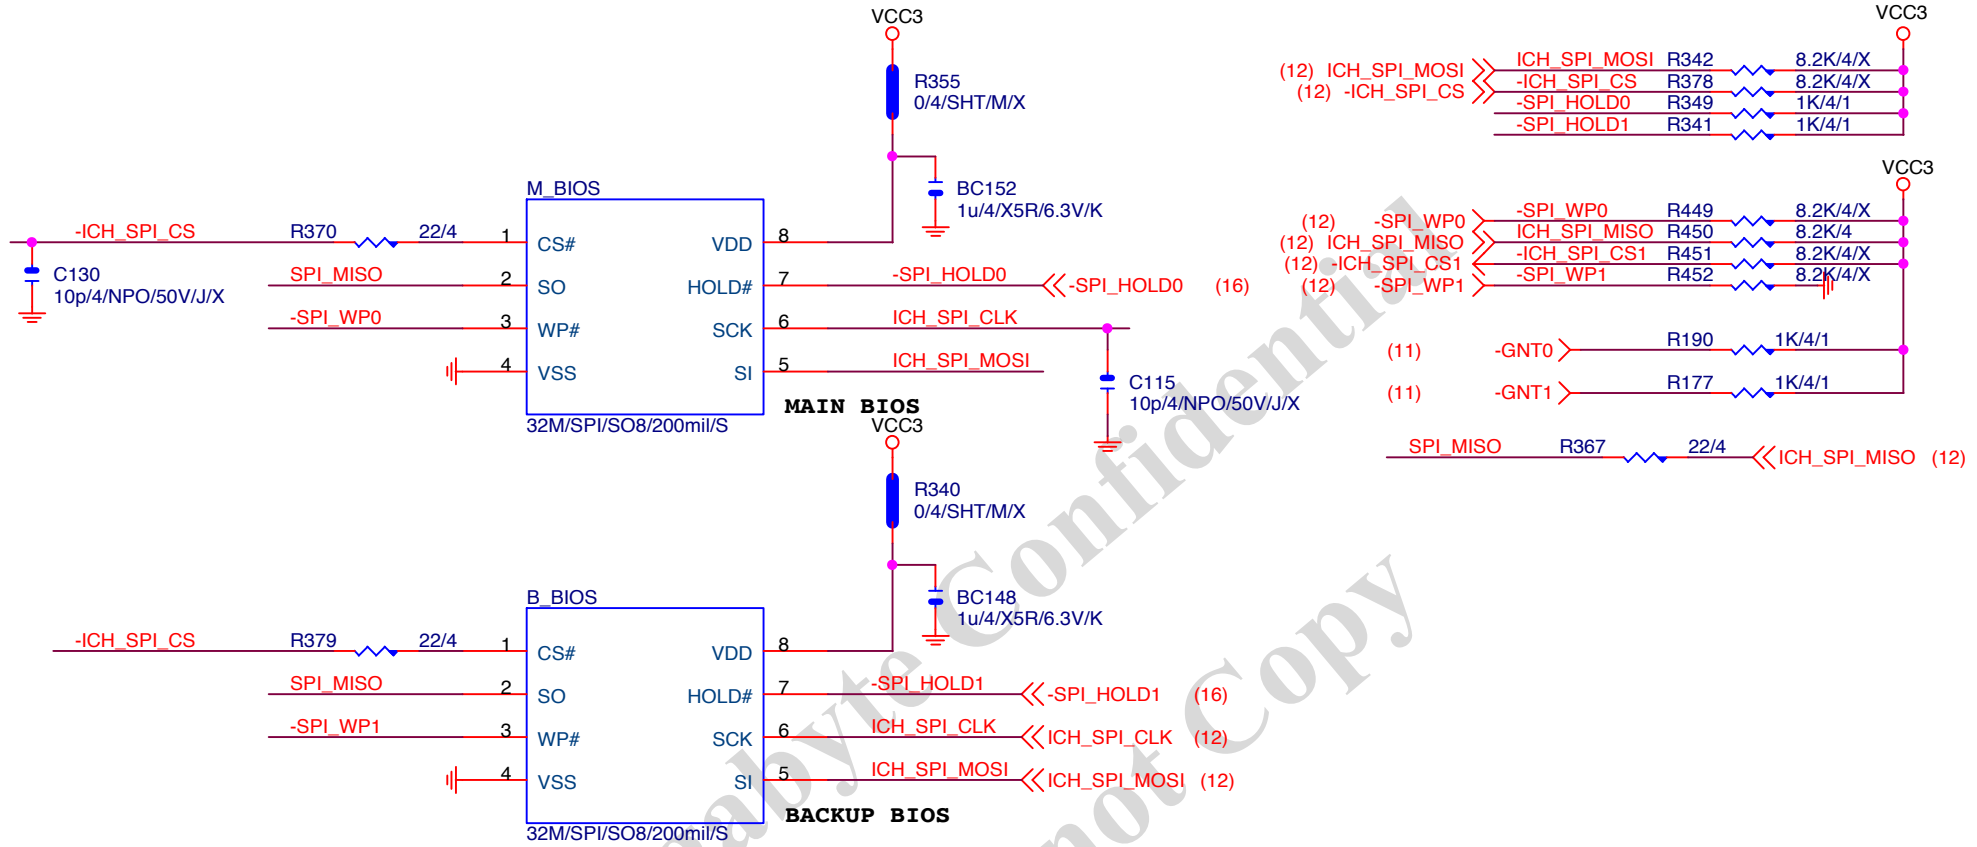 VCC3
R355
0/4/SHT/M/X
BC152
1u/4/X5R/6.3V/K
M_BIOS
-ICH_SPI_CS R370 22/4 1 CS# VDD 8
C130
10p/4/NPO/50V/J/X
SPI_MISO 2 SO HOLD# 7 -SPI_HOLD0 -SPI_HOLD0 (16)
-SPI_WP0 3 WP# SCK 6 ICH_SPI_CLK
4 VSS SI 5 ICH_SPI_MOSI
C115
10p/4/NPO/50V/J/X
MAIN BIOS
32M/SPI/SO8/200mil/S
VCC3
R340
0/4/SHT/M/X
BC148
1u/4/X5R/6.3V/K
B_BIOS
-ICH_SPI_CS R379 22/4 1 CS# VDD 8
SPI_MISO 2 SO HOLD# 7 -SPI_HOLD1 -SPI_HOLD1 (16)
-SPI_WP1 3 WP# SCK 6 ICH_SPI_CLK ICH_SPI_CLK (12)
4 VSS SI 5 ICH_SPI_MOSI ICH_SPI_MOSI (12)
BACKUP BIOS
32M/SPI/SO8/200mil/S
VCC3
(12) ICH_SPI_MOSI ICH_SPI_MOSI R342 8.2K/4/X
(12) -ICH_SPI_CS -ICH_SPI_CS R378 8.2K/4/X
-SPI_HOLD0 R349 1K/4/1
-SPI_HOLD1 R341 1K/4/1
VCC3
(12) -SPI_WP0 -SPI_WP0 R449 8.2K/4/X
(12) ICH_SPI_MISO ICH_SPI_MISO R450 8.2K/4
(12) -ICH_SPI_CS1 -ICH_SPI_CS1 R451 8.2K/4/X
(12) -SPI_WP1 -SPI_WP1 R452 8.2K/4/X
(11) -GNT0 R190 1K/4/1
(11) -GNT1 R177 1K/4/1
SPI_MISO R367 22/4 ICH_SPI_MISO (12)
Confidential
not Copy